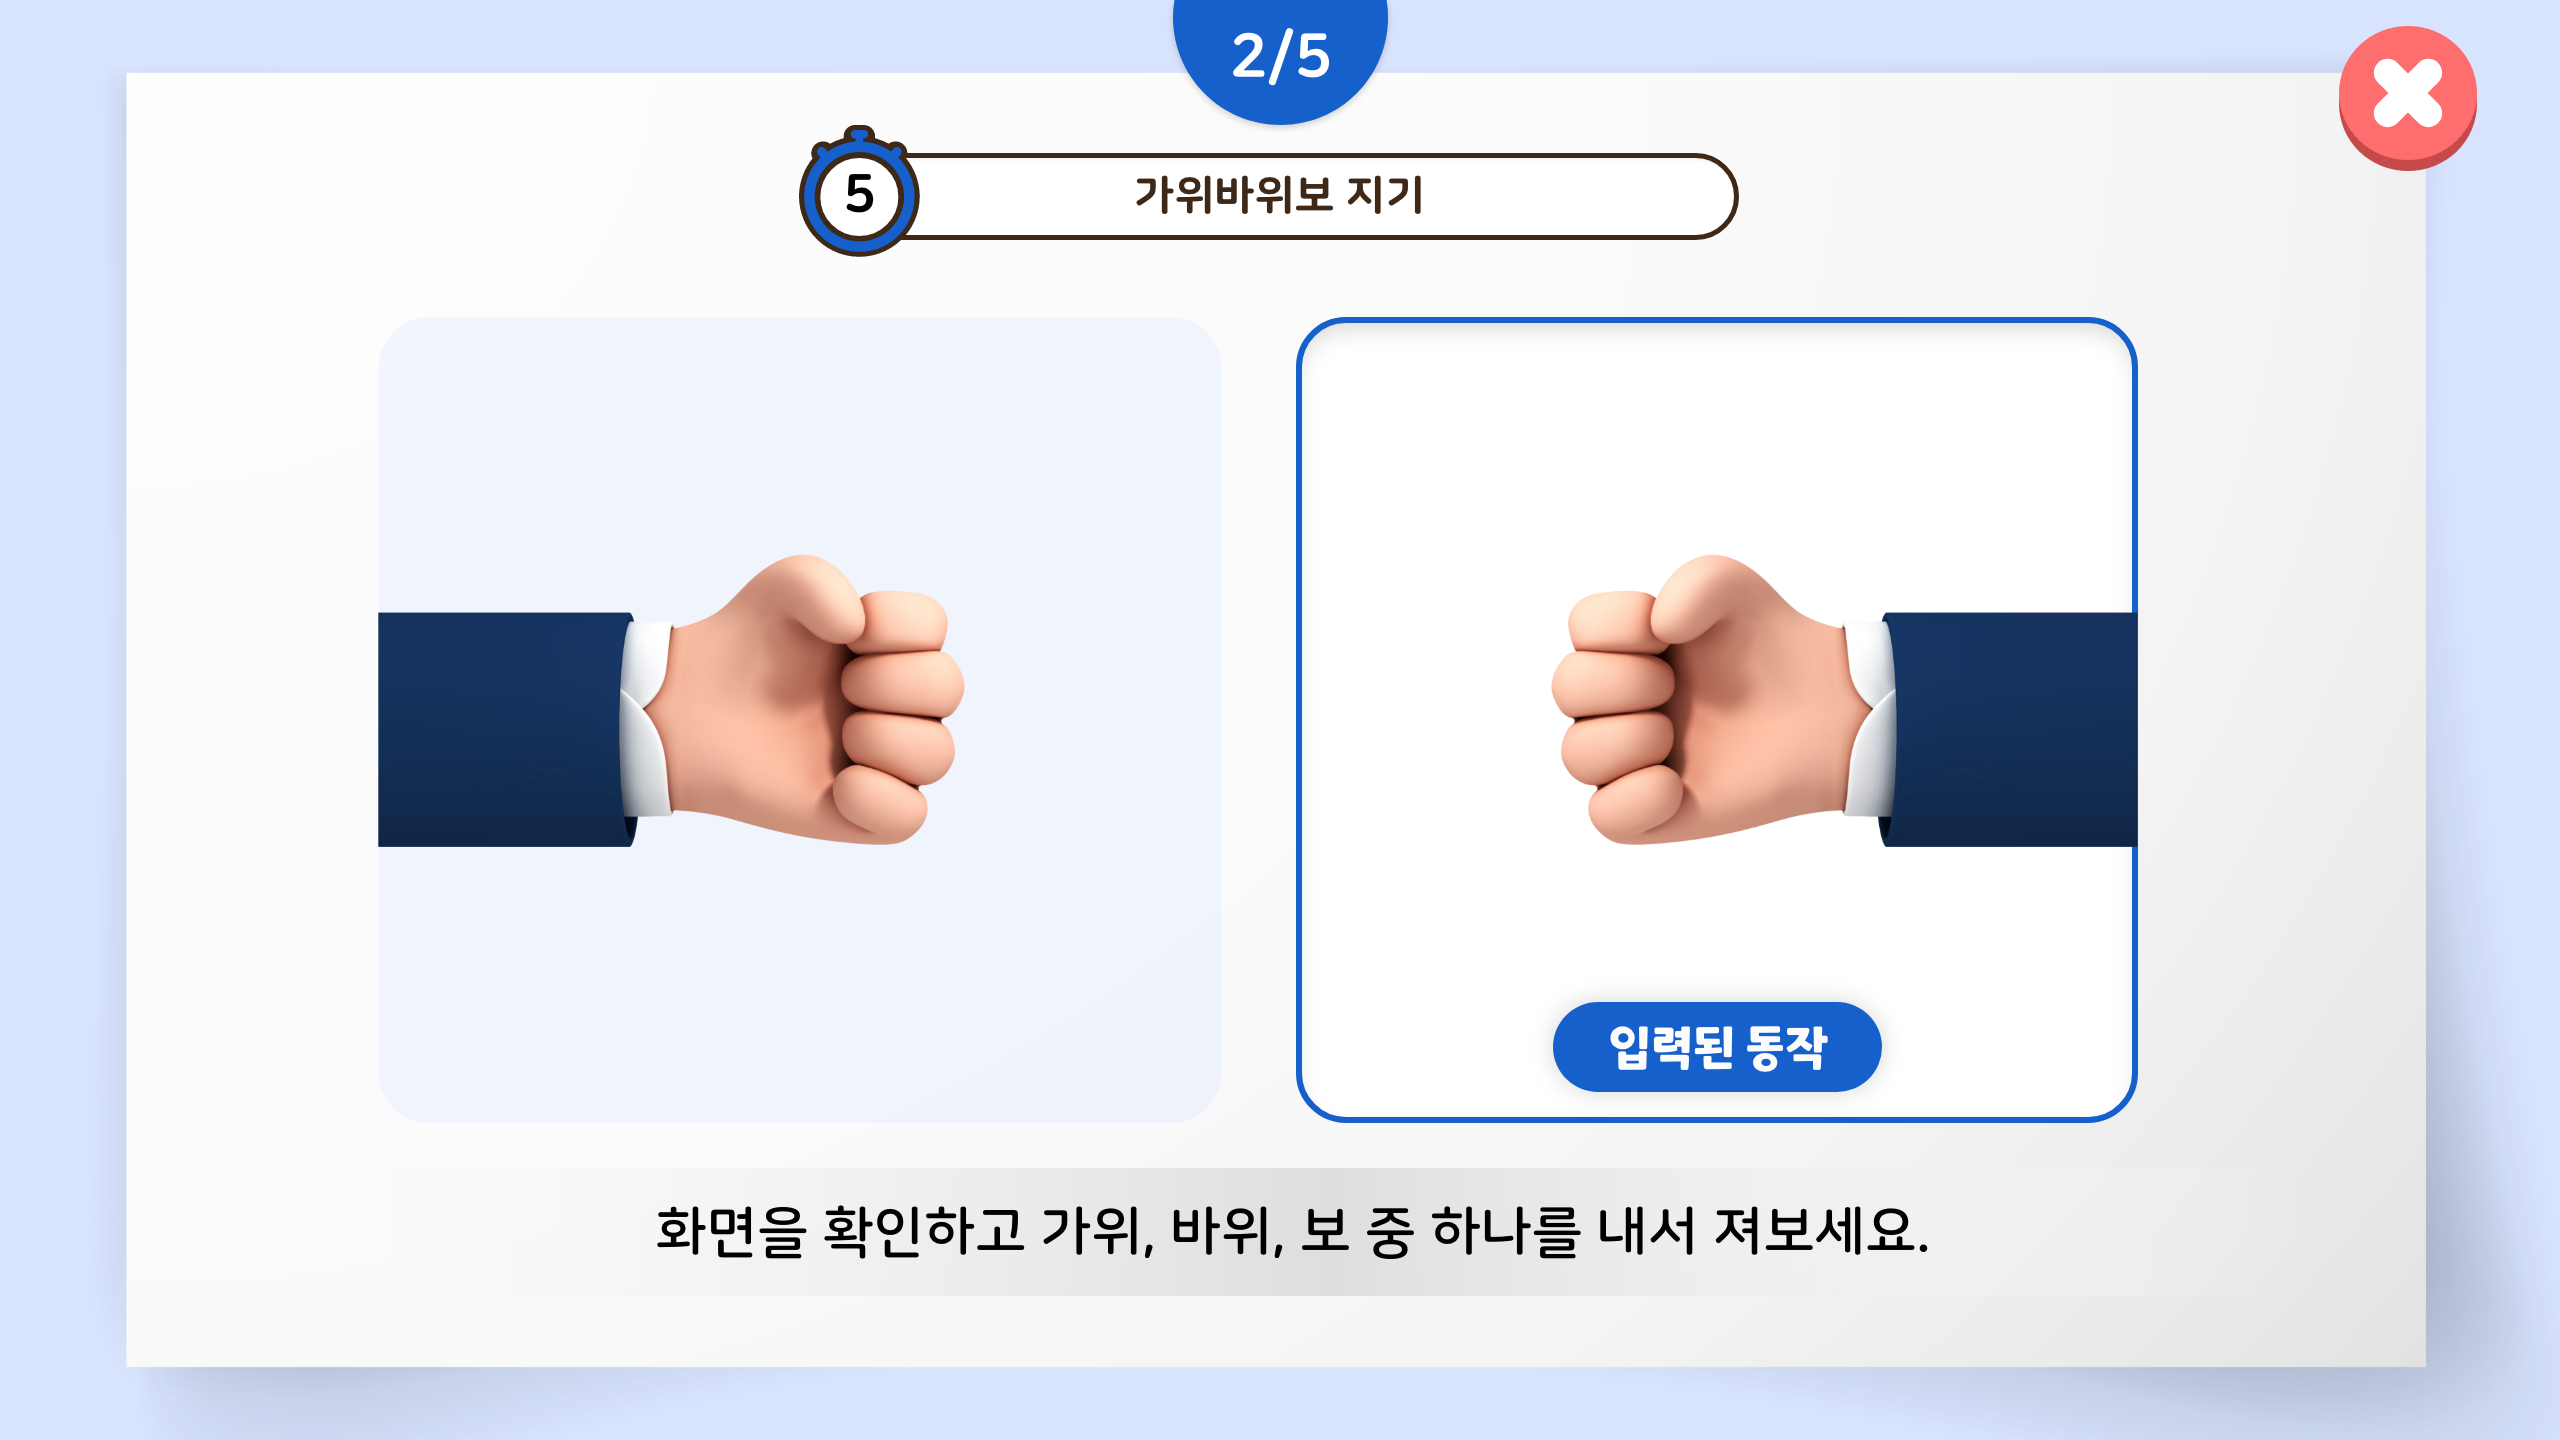 2/5
5
가위바위보 지기
입력된 동작
화면을 확인하고 가위, 바위, 보 중 하나를 내서 져보세요.